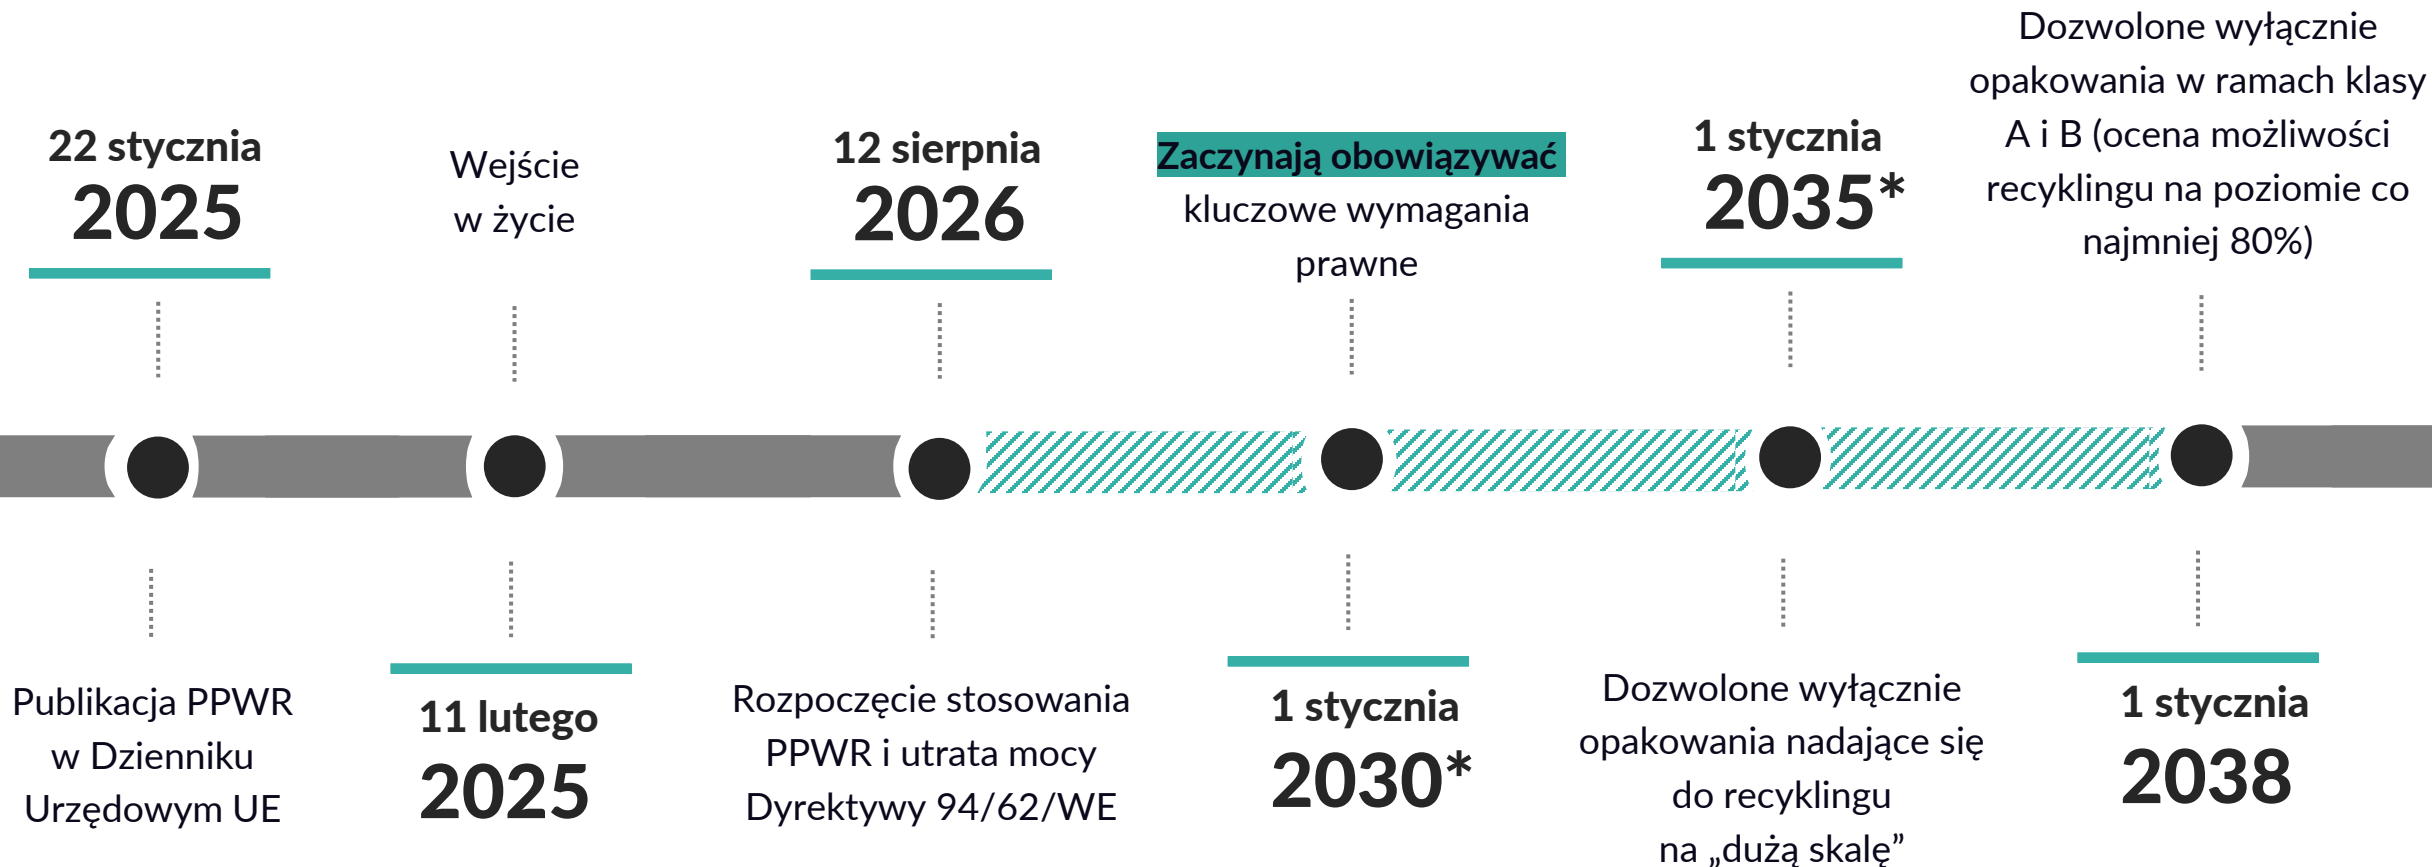 22 stycznia
2025
Publikacja PPWR
w Dzienniku
Urzędowym UE
Wejście
w życie
11 lutego
2025
12 sierpnia
2026
Rozpoczęcie stosowania
PPWR i utrata mocy
Dyrektywy 94/62/WE
Zaczynają obowiązywać
kluczowe wymagania
prawne
1 stycznia
2030*
1 stycznia
2035*
Dozwolone wyłącznie
opakowania nadające się
do recyklingu
na „dużą skalę”
Dozwolone wyłącznie
opakowania w ramach klasy
A i B (ocena możliwości
recyklingu na poziomie co
najmniej 80%)
1 stycznia
2038